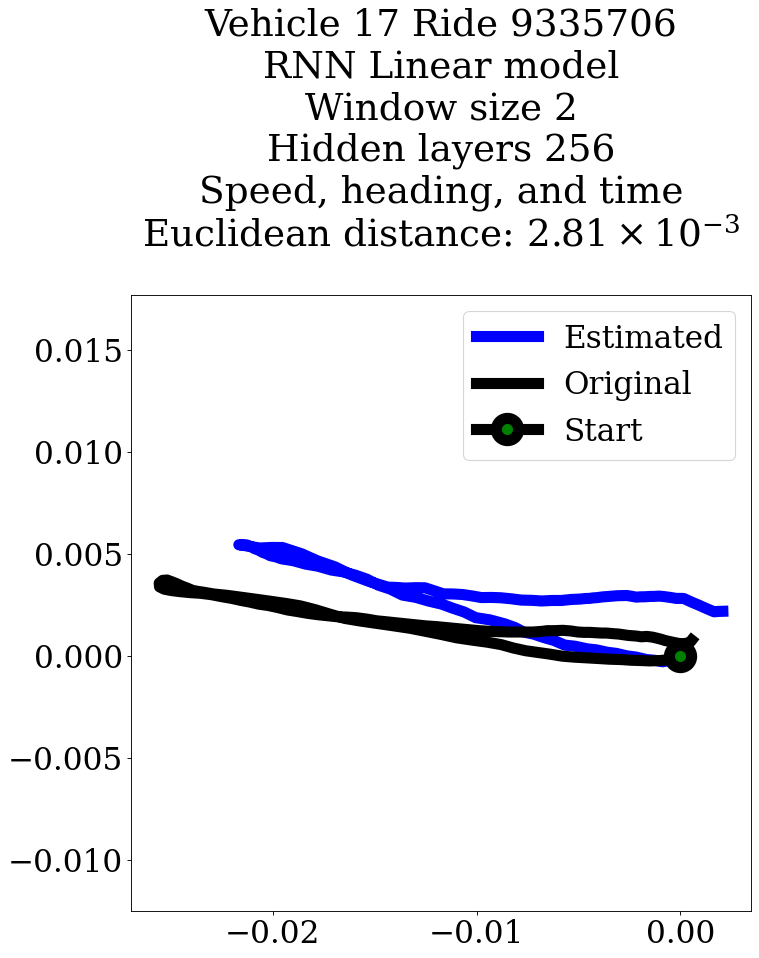 Vehicle 17 Ride 9335706
RNN Linear model
Window size 2
Hidden layers 256
Speed, heading, and time
Euclidean distance: 2.81 × 10⁻³
Estimated
Original
Start
0.015
0.010
0.005
0.000
−0.005
−0.010
−0.02 −0.01 0.00